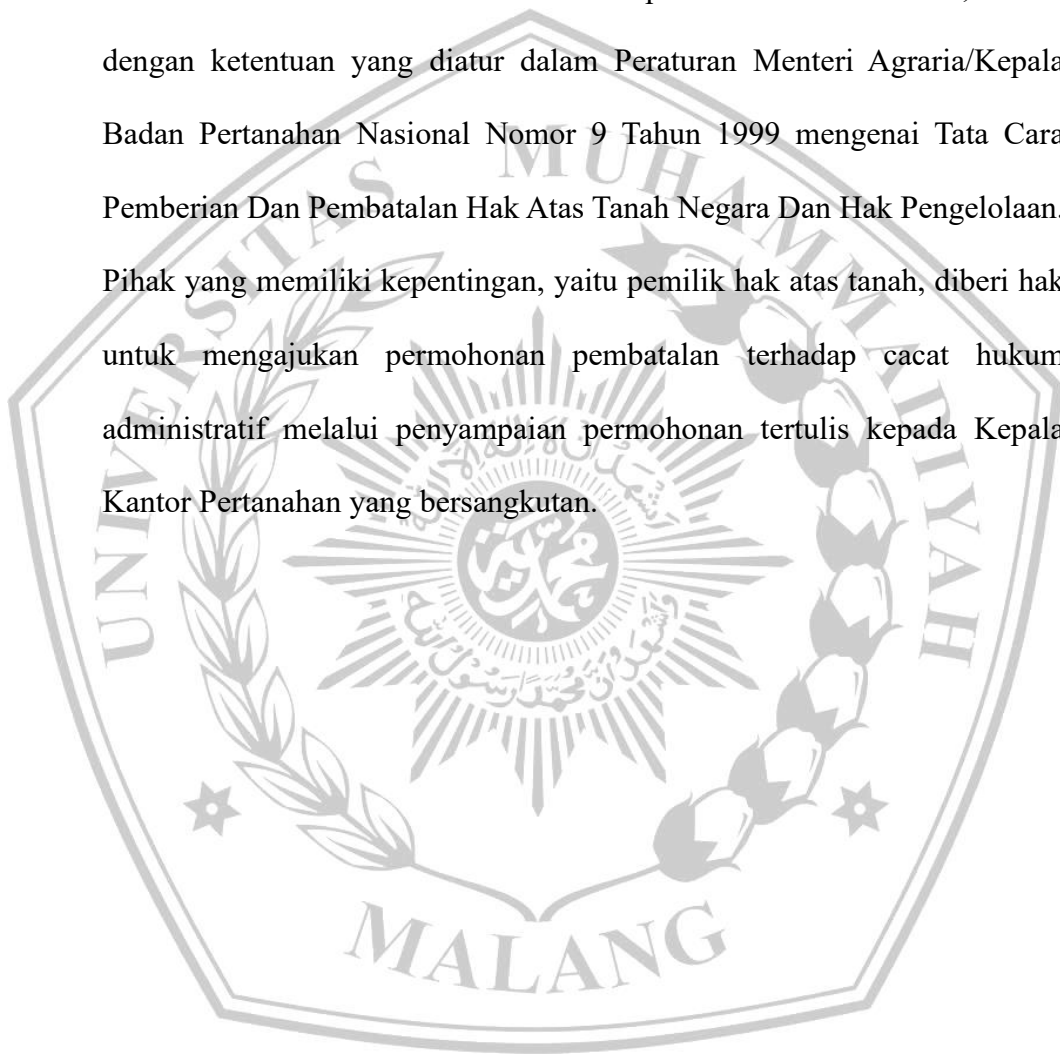 dengan ketentuan yang diatur dalam Peraturan Menteri Agraria/Kepala
Badan Pertanahan Nasional Nomor 9 Tahun 1999 mengenai Tata Cara
Pemberian Dan Pembatalan Hak Atas Tanah Negara Dan Hak Pengelolaan.
Pihak yang memiliki kepentingan, yaitu pemilik hak atas tanah, diberi hak
untuk mengajukan permohonan pembatalan terhadap cacat hukum
administratif melalui penyampaian permohonan tertulis kepada Kepala
Kantor Pertanahan yang bersangkutan.
UNIVERSITAS MUHAMMADIYAH
MALANG